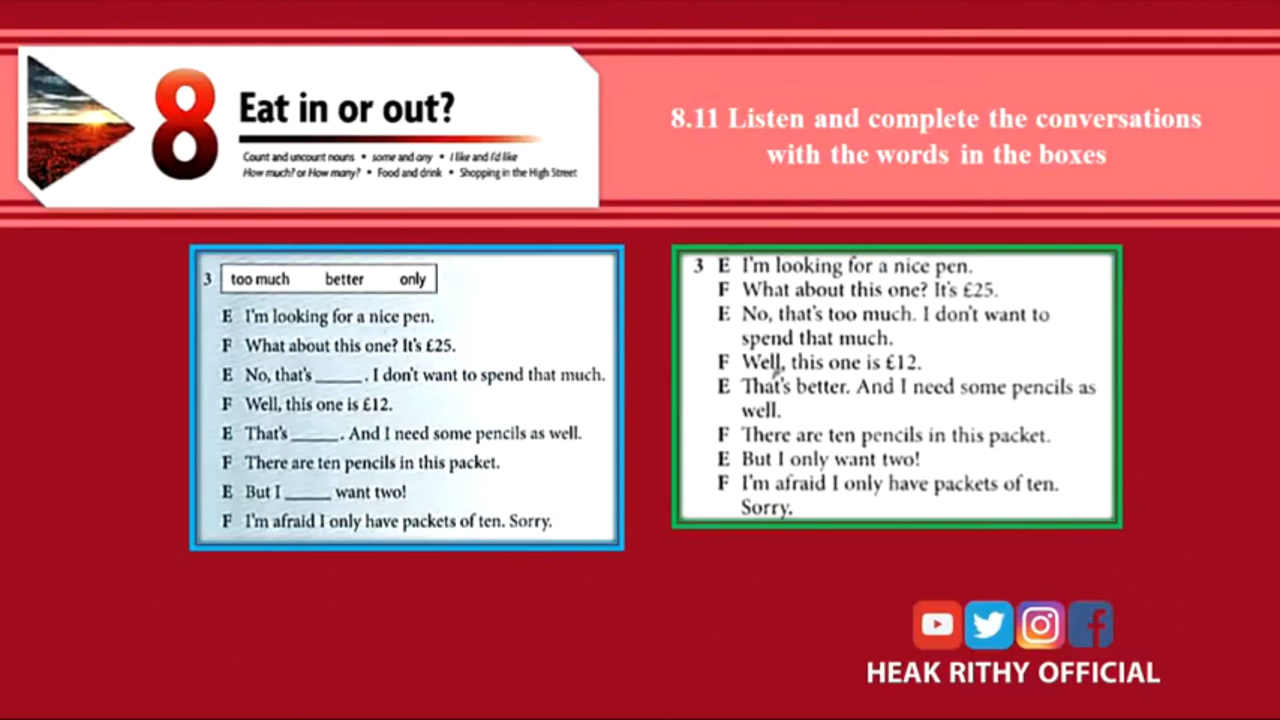 8
Eat in or out?
Count and uncount nouns • some and any • I like and I'd like
How much? or How many? • Food and drink • Shopping in the High Street
8.11 Listen and complete the conversations
with the words in the boxes
3 too much better only
E I'm looking for a nice pen.
F What about this one? It's £25.
E No, that's _____. I don't want to spend that much.
F Well, this one is £12.
E That's _____. And I need some pencils as well.
F There are ten pencils in this packet.
E But I _____ want two!
F I'm afraid I only have packets of ten. Sorry.
3 E I'm looking for a nice pen.
F What about this one? It's £25.
E No, that's too much. I don't want to
spend that much.
F Well, this one is £12.
E That's better. And I need some pencils as
well.
F There are ten pencils in this packet.
E But I only want two!
F I'm afraid I only have packets of ten.
Sorry.
HEAK RITHY OFFICIAL